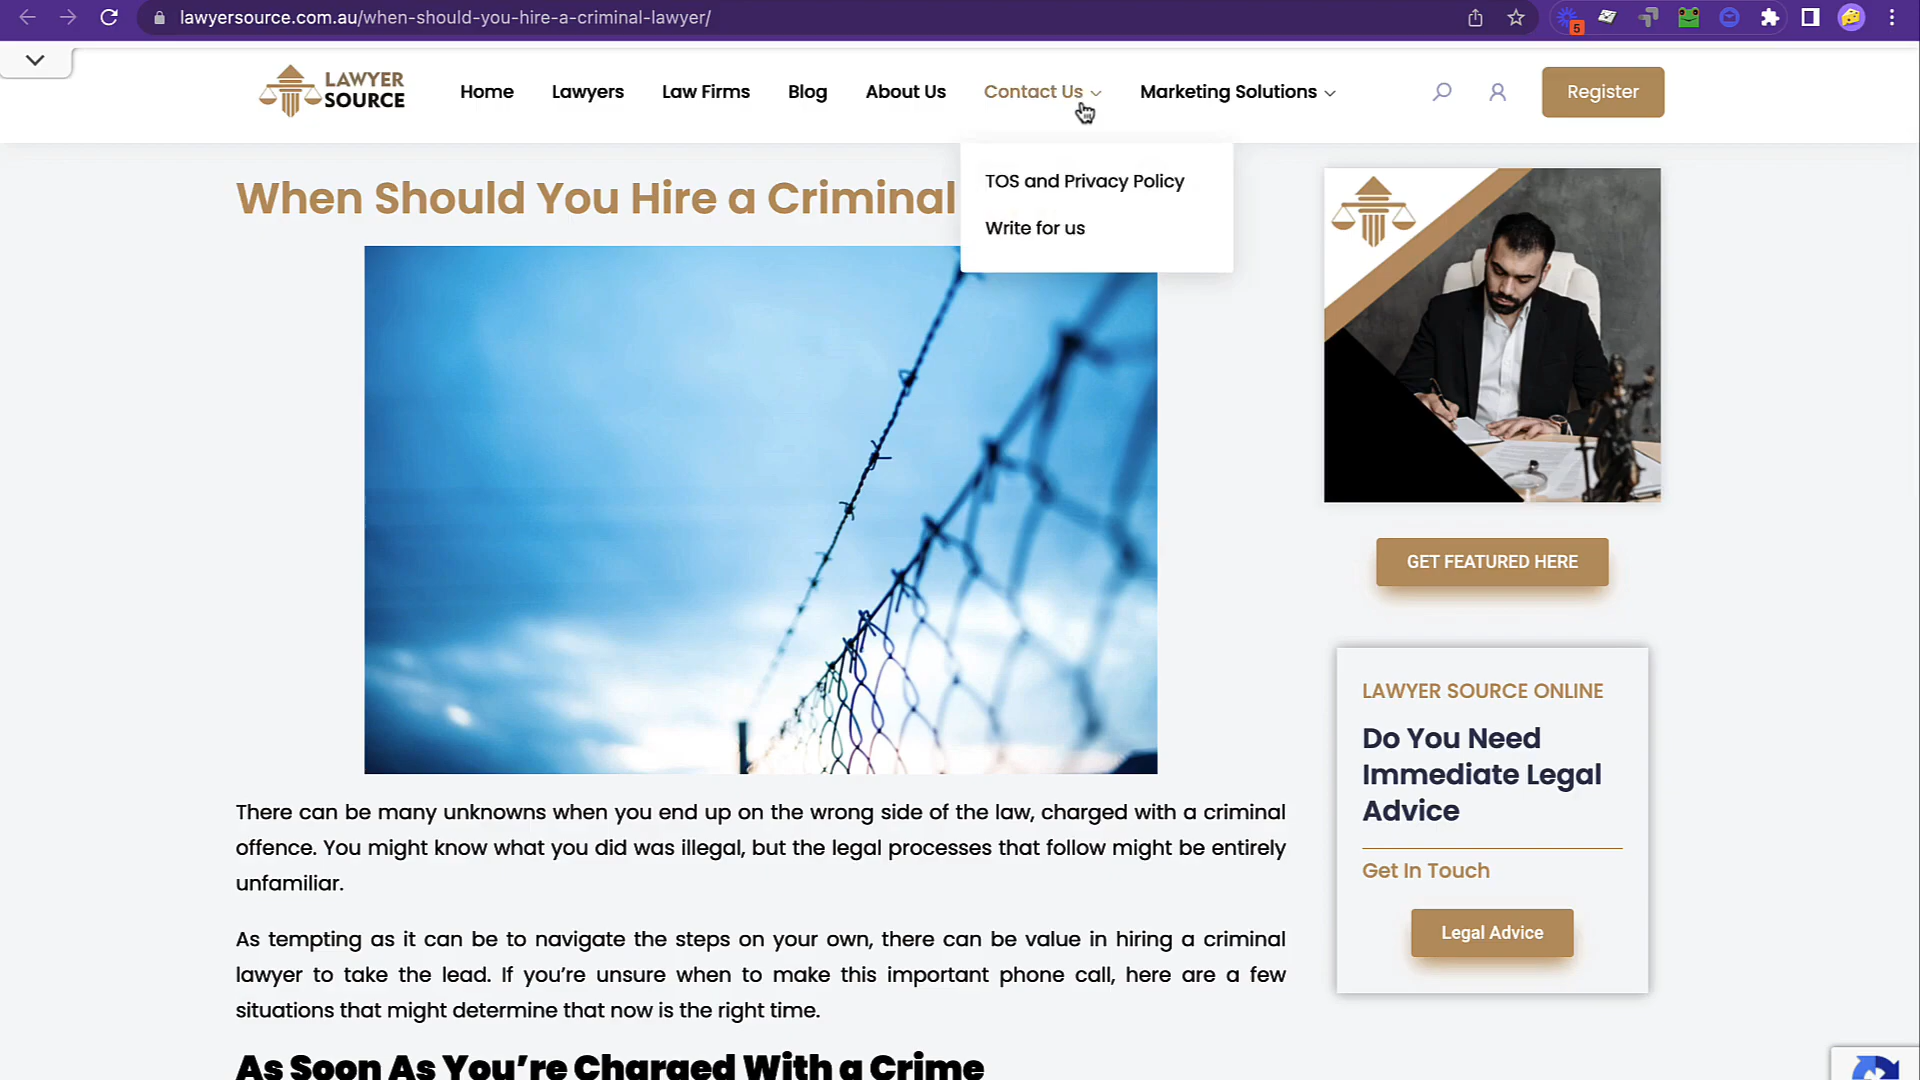 lawyersource.com.au/when-should-you-hire-a-criminal-lawyer/
5
LAWYER
SOURCE
Home
Lawyers
Law Firms
Blog
About Us
Contact Us
Marketing Solutions
Register
TOS and Privacy Policy
Write for us
When Should You Hire a Criminal
GET FEATURED HERE
LAWYER SOURCE ONLINE
Do You Need
Immediate Legal
Advice
Get In Touch
Legal Advice
There can be many unknowns when you end up on the wrong side of the law, charged with a criminal
offence. You might know what you did was illegal, but the legal processes that follow might be entirely
unfamiliar.
As tempting as it can be to navigate the steps on your own, there can be value in hiring a criminal
lawyer to take the lead. If you’re unsure when to make this important phone call, here are a few
situations that might determine that now is the right time.
As Soon As You’re Charged With a Crime